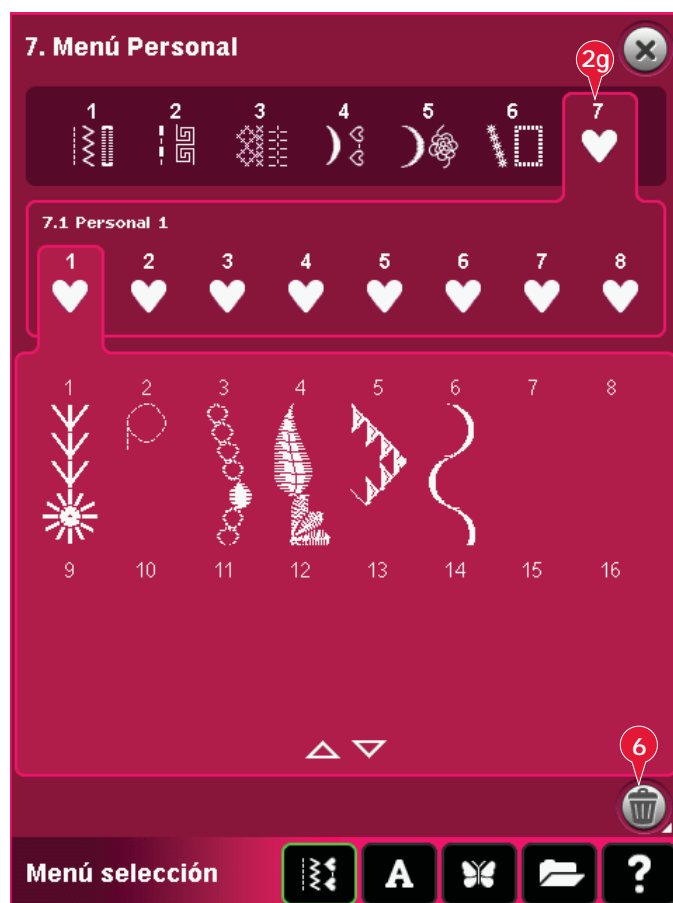 7. Menú Personal
2g
1 2 3 4 5 6 7
7.1 Personal 1
1 2 3 4 5 6 7 8
1 2 3 4 5 6 7 8
9 10 11 12 13 14 15 16
6
Menú selección A ?